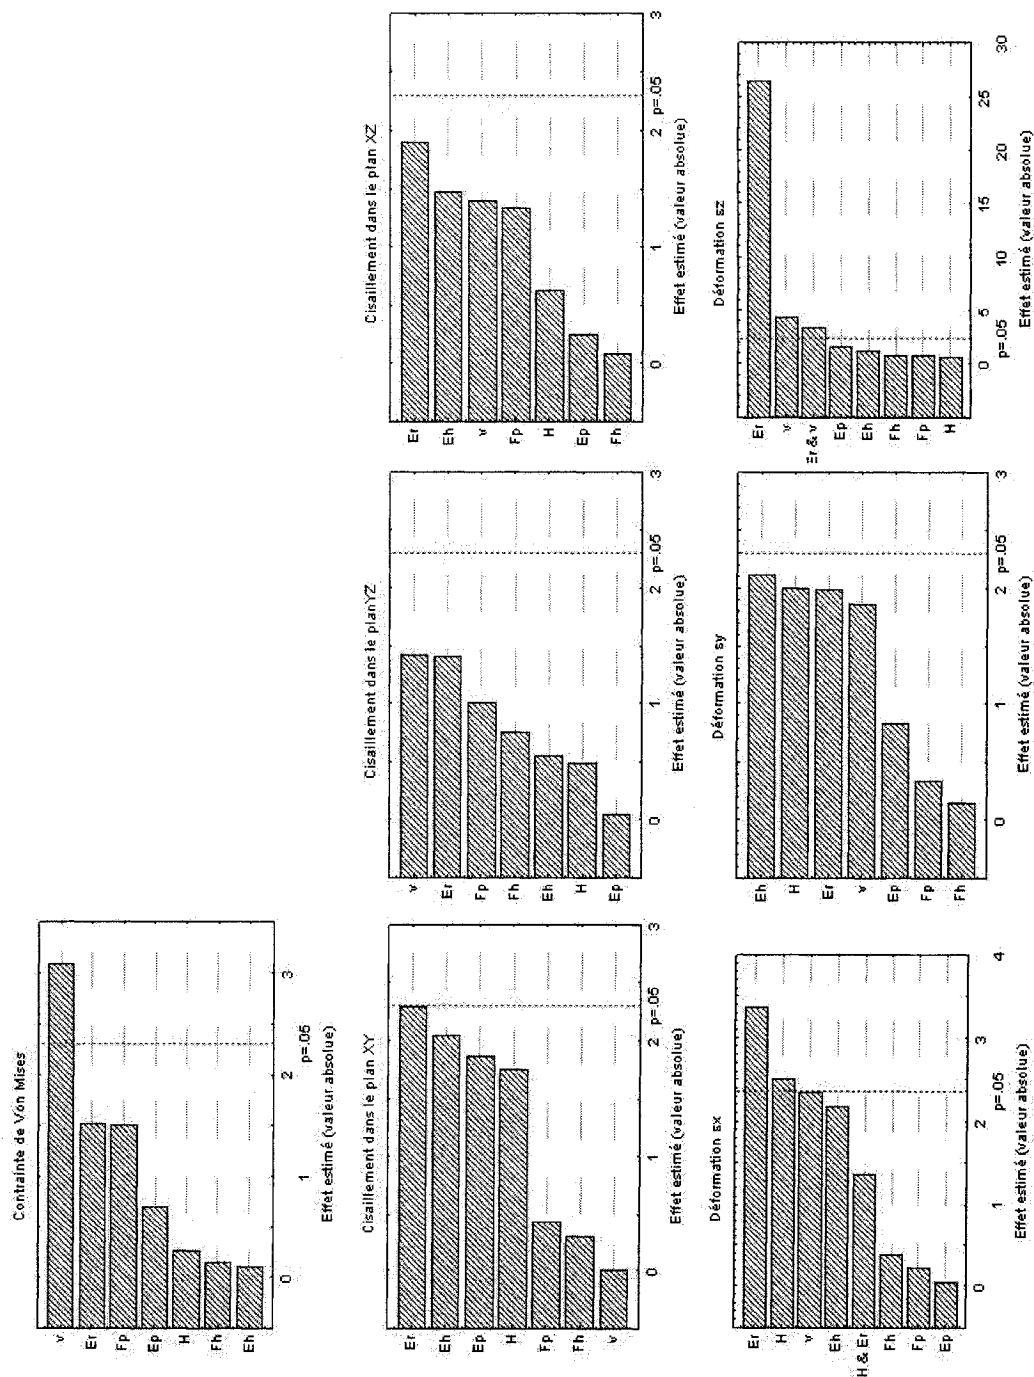 Contrainte de Von Mises
v
Er
Fp
Ep
H
Fh
Eh
0
1
2
p=.05
3
Effet estimé (valeur absolue)
Cisaillement dans le plan XY
Er
Eh
Ep
H
Fp
Fh
v
0
1
2
p=.05
3
Effet estimé (valeur absolue)
Cisaillement dans le planYZ
v
Er
Fp
Fh
Eh
H
Ep
0
1
2
p=.05
3
Effet estimé (valeur absolue)
Cisaillement dans le plan XZ
Er
Eh
v
Fp
H
Ep
Fh
0
1
2
p=.05
3
Effet estimé (valeur absolue)
Déformation εx
Er
H
v
Eh
H & Er
Fh
Fp
Ep
0
1
2
p=.05
3
4
Effet estimé (valeur absolue)
Déformation εy
Eh
H
Er
v
Ep
Fp
Fh
0
1
2
p=.05
3
Effet estimé (valeur absolue)
Déformation εz
Er
v
Er & v
Ep
Eh
Fh
Fp
H
0
p=.05
5
10
15
20
25
30
Effet estimé (valeur absolue)